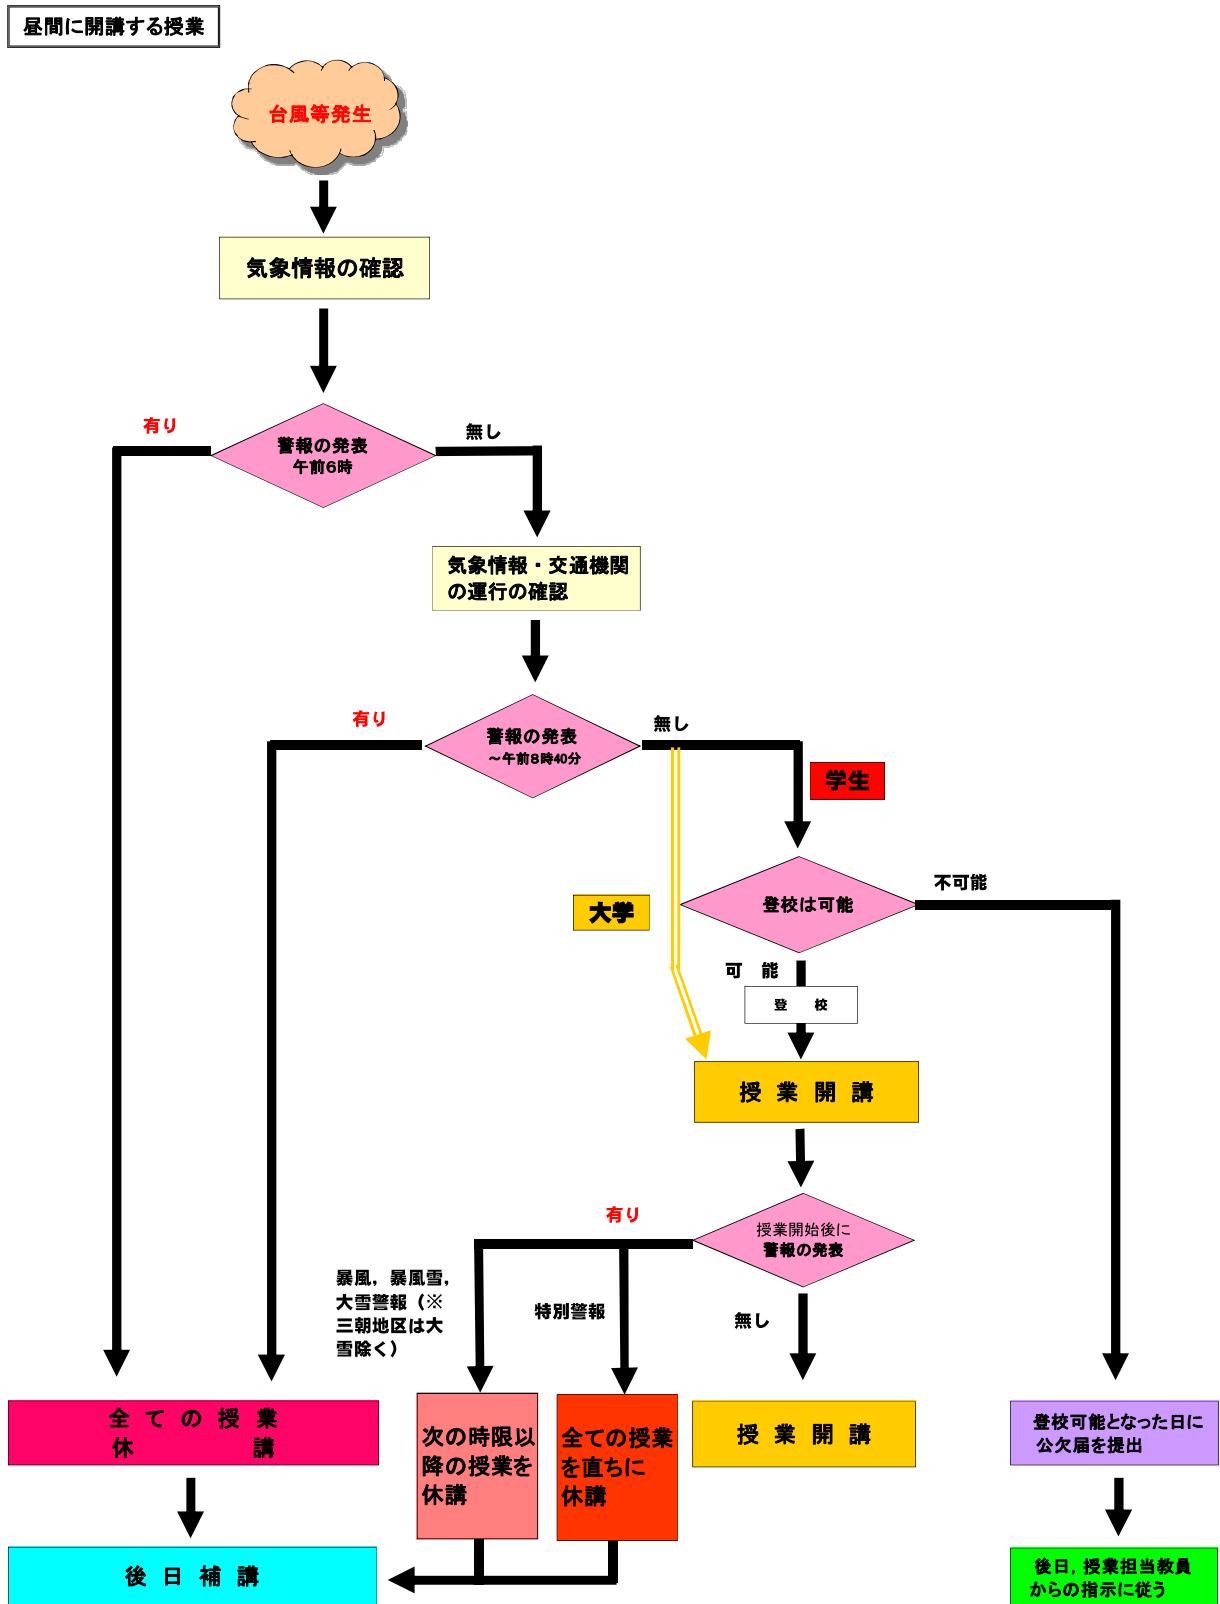 昼間に開講する授業
台風等発生
気象情報の確認
有り
無し
警報の発表
午前6時
気象情報・交通機関
の運行の確認
有り
無し
警報の発表
～午前8時40分
学生
不可能
大学
登校は可能
可 能
登 校
授 業 開 講
有り
授業開始後に
警報の発表
暴風，暴風雪，
大雪警報（※
三朝地区は大
雪除く）
特別警報
無し
全 て の 授 業
休 講
次の時限以
降の授業を
休講
全ての授業
を直ちに
休講
授 業 開 講
登校可能となった日に
公欠届を提出
後 日 補 講
後日，授業担当教員
からの指示に従う